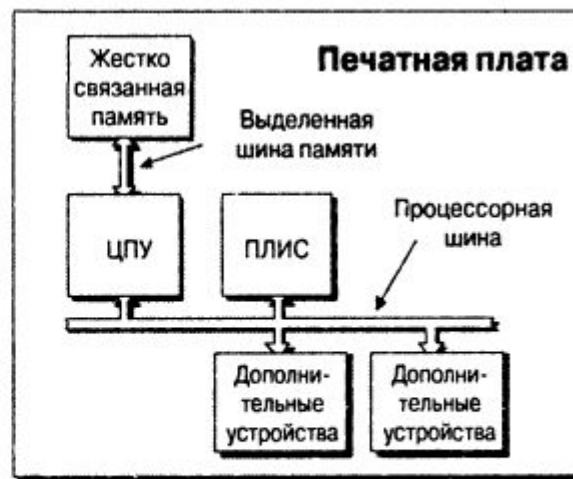 Печатная плата
Жестко
связанная
память
Выделенная
шина памяти
ЦПУ
ПЛИС
Процессорная
шина
Дополни-
тельные
устройства
Дополни-
тельные
устройства